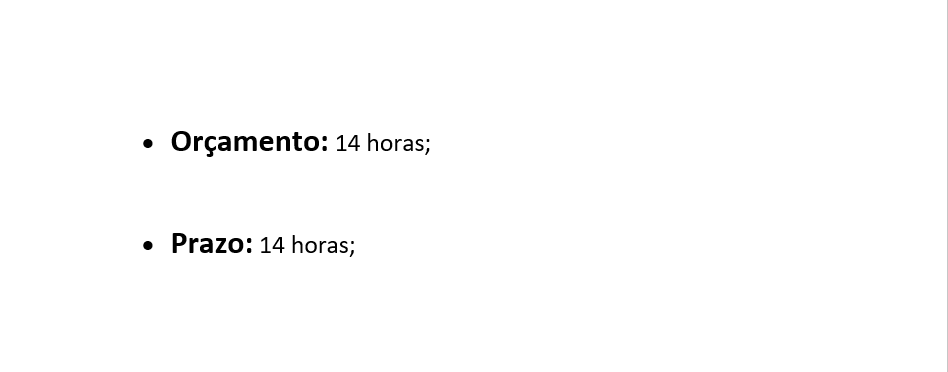 • Orçamento: 14 horas;
• Prazo: 14 horas;